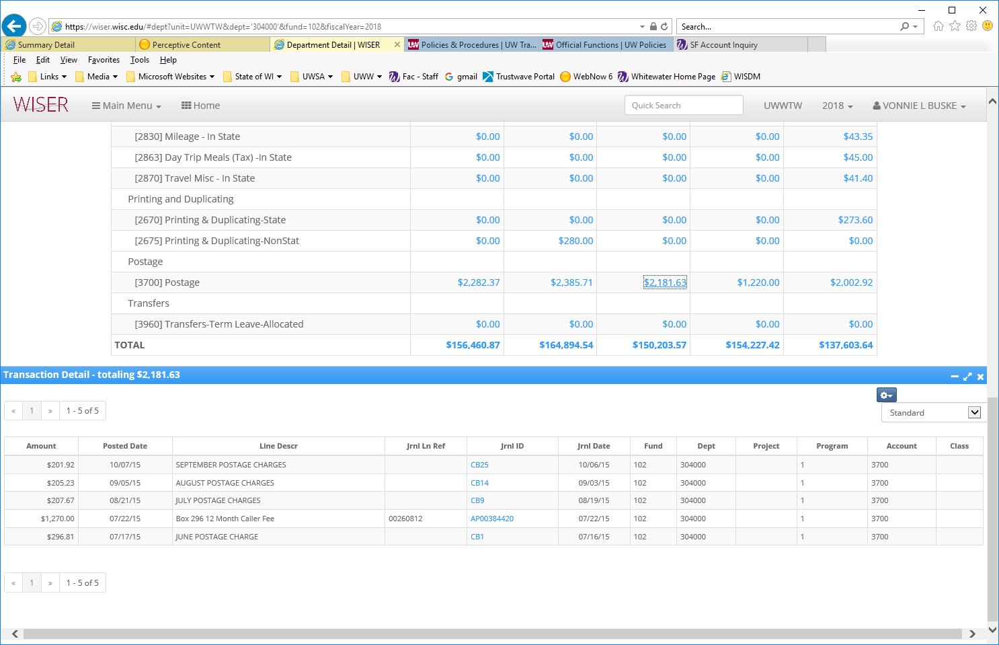 https://wiser.wisc.edu/#dept?unit=UWWTW&dept='304000'&fund=102&fiscalYear=2018
Search...
Summary Detail
Perceptive Content
Department Detail | WISER
Policies & Procedures | UW Tra...
Official Functions | UW Policies
SF Account Inquiry
File Edit View Favorites Tools Help
Links Media Microsoft Websites State of WI UWSA UWW Fac - Staff gmail Trustwave Portal WebNow 6 Whitewater Home Page WISDM
WISER Main Menu Home Quick Search UWWTW 2018 VONNIE L BUSKE
[2830] Mileage - In State $0.00 $0.00 $0.00 $0.00 $43.35
[2863] Day Trip Meals (Tax) -In State $0.00 $0.00 $0.00 $0.00 $45.00
[2870] Travel Misc - In State $0.00 $0.00 $0.00 $0.00 $41.40
Printing and Duplicating
[2670] Printing & Duplicating-State $0.00 $0.00 $0.00 $0.00 $273.60
[2675] Printing & Duplicating-NonStat $0.00 $280.00 $0.00 $0.00 $0.00
Postage
[3700] Postage $2,282.37 $2,385.71 $2,181.63 $1,220.00 $2,002.92
Transfers
[3960] Transfers-Term Leave-Allocated $0.00 $0.00 $0.00 $0.00 $0.00
TOTAL $156,460.87 $164,894.54 $150,203.57 $154,227.42 $137,603.64
Transaction Detail - totaling $2,181.63
« 1 » 1 - 5 of 5
Standard
Amount Posted Date Line Descr Jrnl Ln Ref Jrnl ID Jrnl Date Fund Dept Project Program Account Class
$201.92 10/07/15 SEPTEMBER POSTAGE CHARGES CB25 10/06/15 102 304000 1 3700
$205.23 09/05/15 AUGUST POSTAGE CHARGES CB14 09/03/15 102 304000 1 3700
$207.67 08/21/15 JULY POSTAGE CHARGES CB9 08/19/15 102 304000 1 3700
$1,270.00 07/22/15 Box 296 12 Month Caller Fee 00260812 AP00384420 07/22/15 102 304000 1 3700
$296.81 07/17/15 JUNE POSTAGE CHARGE CB1 07/16/15 102 304000 1 3700
« 1 » 1 - 5 of 5